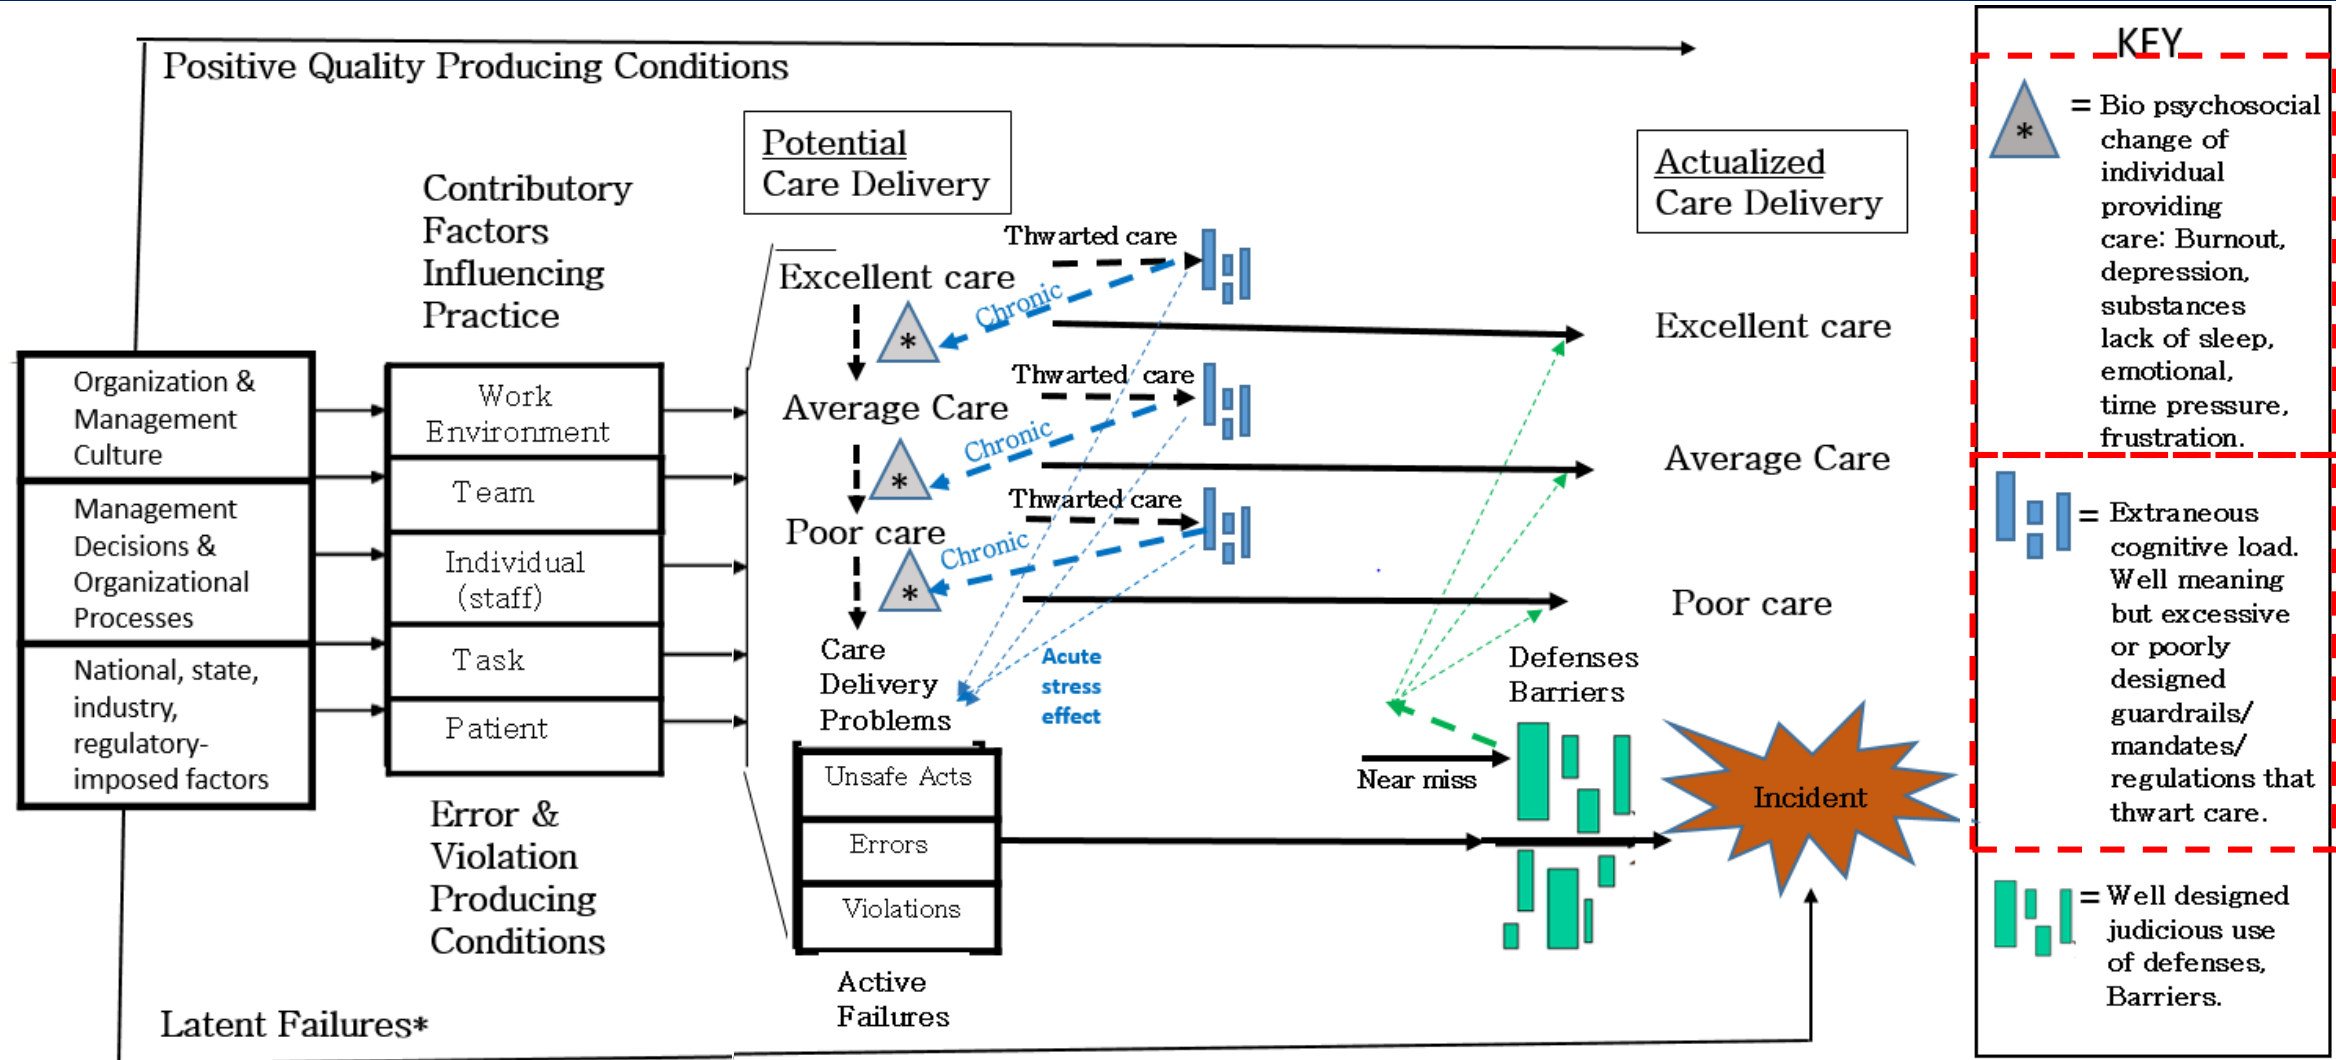 Positive Quality Producing Conditions
Contributory
Factors
Influencing
Practice
Organization &
Management
Culture
Management
Decisions &
Organizational
Processes
National, state,
industry,
regulatory-
imposed factors
Work
Environment
Team
Individual
(staff)
Task
Patient
Error &
Violation
Producing
Conditions
Latent Failures*
Potential
Care Delivery
Excellent care
Thwarted care
Chronic
*
Average Care
Thwarted care
Chronic
*
Poor care
Thwarted care
Chronic
*
Care
Delivery
Problems
Acute
stress
effect
Unsafe Acts
Errors
Violations
Active
Failures
Actualized
Care Delivery
Excellent care
Average Care
Poor care
Defenses
Barriers
Near miss
Incident
KEY
*
= Bio psychosocial
change of
individual
providing
care: Burnout,
depression,
substances
lack of sleep,
emotional,
time pressure,
frustration.
= Extraneous
cognitive load.
Well meaning
but excessive
or poorly
designed
guardrails/
mandates/
regulations that
thwart care.
= Well designed
judicious use
of defenses,
Barriers.